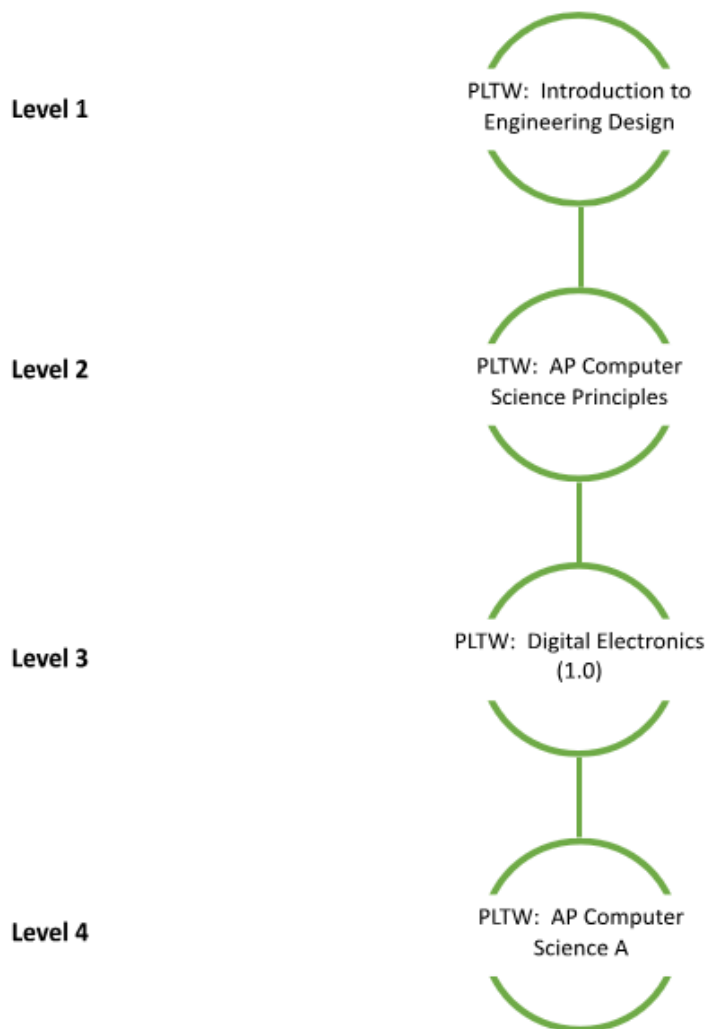 Level 1
PLTW:  Introduction to
Engineering Design
Level 2
PLTW:  AP Computer
Science Principles
Level 3
PLTW:  Digital Electronics
(1.0)
Level 4
PLTW:  AP Computer
Science A